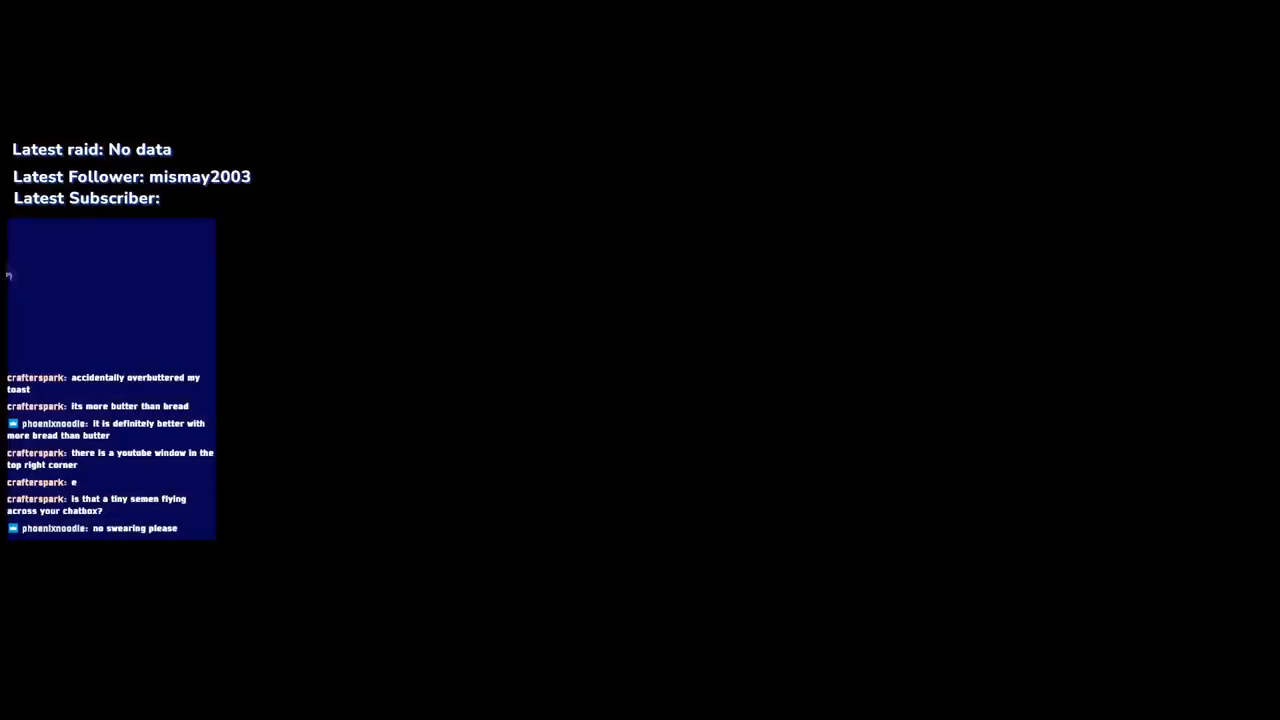 Latest raid: No data
Latest Follower: mismay2003
Latest Subscriber:
crafterspark: accidentally overbuttered my
toast
crafterspark: its more butter than bread
phoenixnoodle: it is definitely better with
more bread than butter
crafterspark: there is a youtube window in the
top right corner
crafterspark: e
crafterspark: is that a tiny semen flying
across your chatbox?
phoenixnoodle: no swearing please